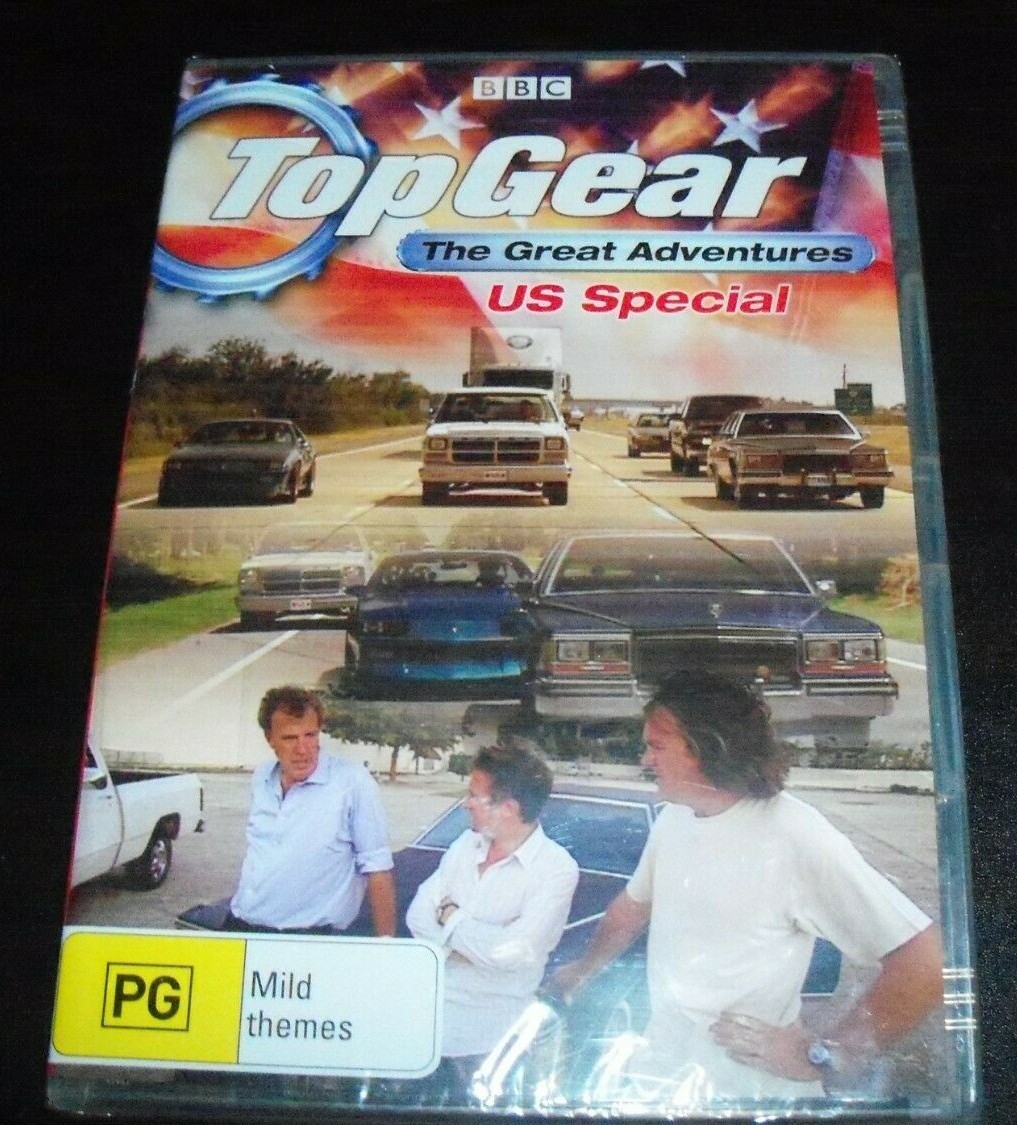 BBC
TopGear
The Great Adventures
US Special
PG
Mild
themes